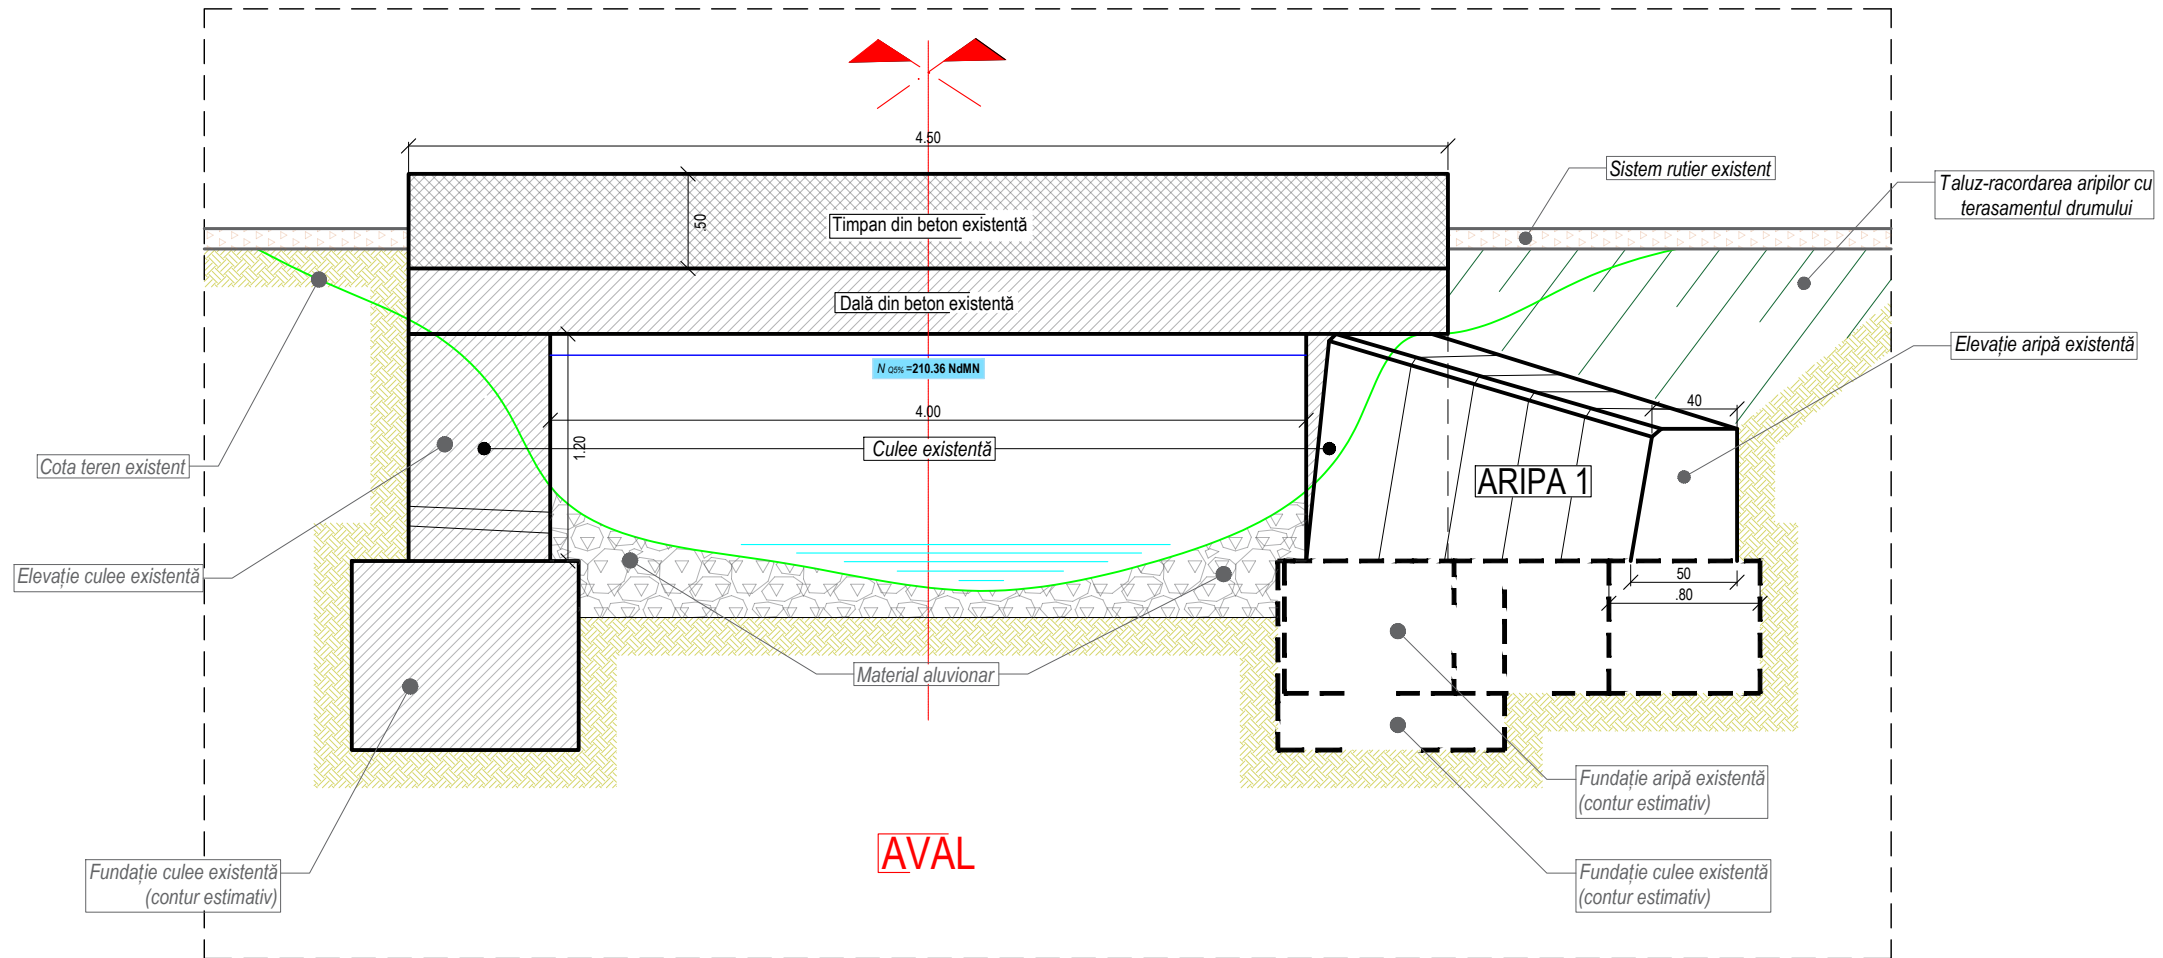 4.50
Sistem rutier existent
Taluz-racordarea aripilor cu
terasamentul drumului
.50
Timpan din beton existentă
Dală din beton existentă
Elevație aripă existentă
N Q5% =210.36 NdMN
40
4.00
1.20
Culee existentă
Cota teren existent
ARIPA 1
Elevație culee existentă
50
.80
Material aluvionar
Fundație aripă existentă
(contur estimativ)
AVAL
Fundație culee existentă
(contur estimativ)
Fundație culee existentă
(contur estimativ)